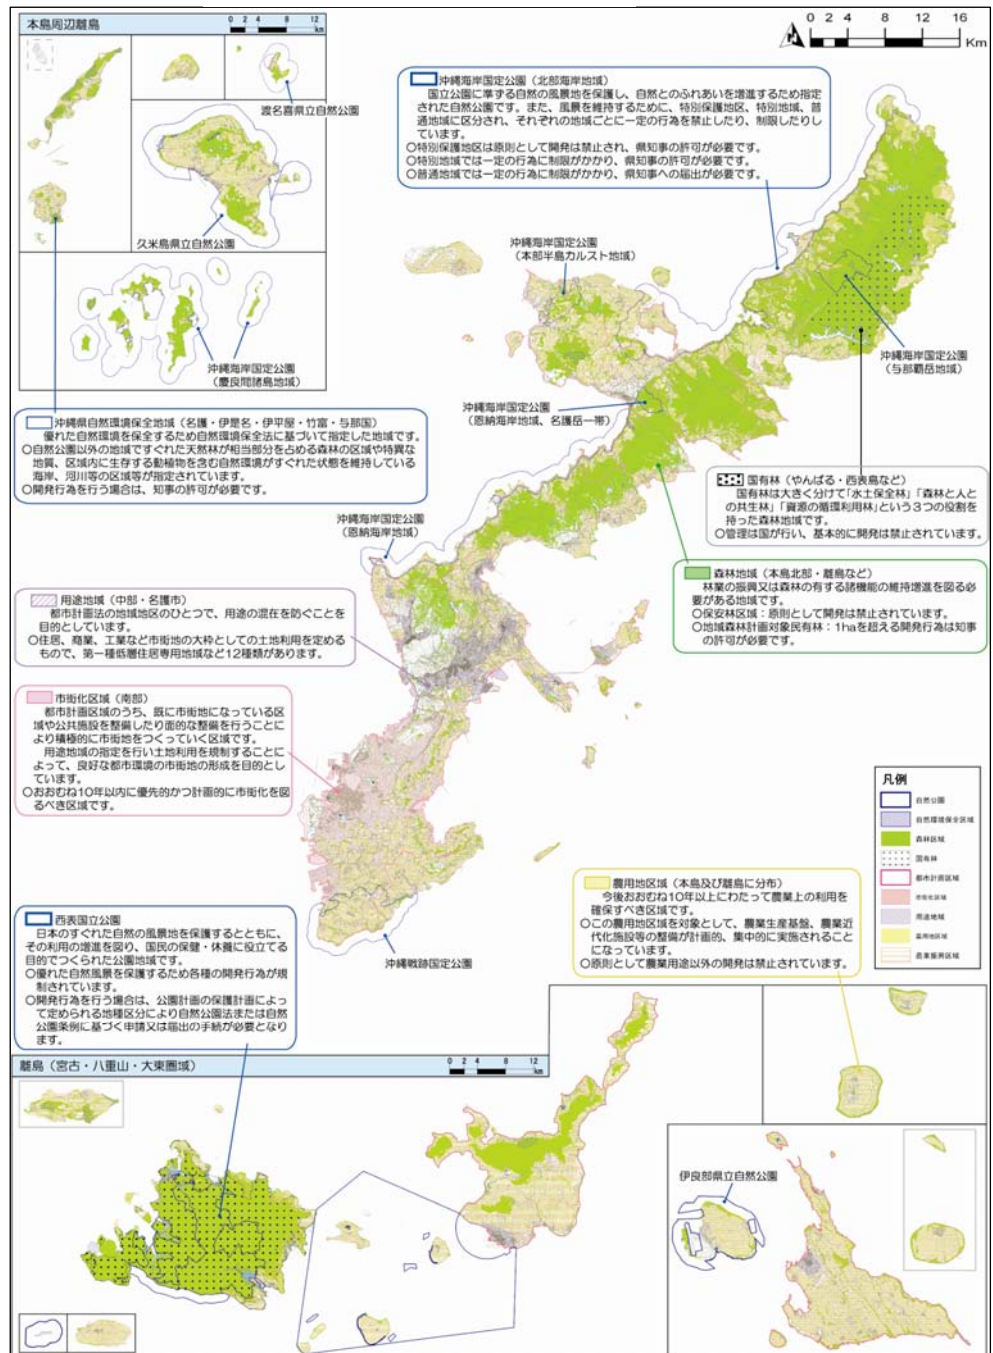 本島周辺離島
0 2 4 8 12
km
0 2 4 8 12 16
Km
渡名喜県立自然公園
久米島県立自然公園
沖縄海岸国定公園
(慶良間諸島地域)
沖縄海岸国定公園(北部海岸地域)
国立公園に準ずる自然の風景地を保護し、自然とのふれあいを増進するため指定
された自然公園です。また、風景を維持するために、特別保護地区、特別地域、普
通地域に区分され、それぞれの地域ごとに一定の行為を禁止したり、制限したりし
ています。
○特別保護地区は原則として開発は禁止され、県知事の許可が必要です。
○特別地域では一定の行為に制限がかかり、県知事の許可が必要です。
○普通地域では一定の行為に制限がかかり、県知事への届出が必要です。
沖縄海岸国定公園
(本部半島カルスト地域)
沖縄海岸国定公園
(与那覇岳地域)
沖縄海岸国定公園
(恩納海岸地域、名護岳一帯)
沖縄県自然環境保全地域(名護・伊是名・伊平屋・竹富・与那国)
優れた自然環境を保全するため自然環境保全法に基づいて指定した地域です。
○自然公園以外の地域ですぐれた天然林が相当部分を占める森林の区域や特異な
地質、区域内に生存する動植物を含む自然環境がすぐれた状態を維持している
海岸、河川等の区域等が指定されています。
○開発行為を行う場合は、知事の許可が必要です。
国有林(やんばる・西表島など)
国有林は大きく分けて「水土保全林」「森林と人と
の共生林」「資源の循環利用林」という3つの役割を
持った森林地域です。
○管理は国が行い、基本的に開発は禁止されています。
沖縄海岸国定公園
(恩納海岸地域)
森林地域(本島北部・離島など)
林業の振興又は森林の有する諸機能の維持増進を図る必
要がある地域です。
○保安林区域:原則として開発は禁止されています。
○地域森林計画対象民有林:1haを超える開発行為は知事
の許可が必要です。
用途地域(中部・名護市)
都市計画法の地域地区のひとつで、用途の混在を防ぐことを
目的としています。
○住居、商業、工業など市街地の大枠としての土地利用を定める
もので、第一種低層住居専用地域など12種類があります。
市街化区域(南部)
都市計画区域のうち、既に市街地になっている区
域や公共施設を整備したり面的な整備を行うことに
より積極的に市街地をつくっていく区域です。
用途地域の指定を行い土地利用を規制することによ
って、良好な都市環境の市街地の形成を目的とし
ています。
○おおむね10年以内に優先的かつ計画的に市街化を図
るべき区域です。
凡例
自然公園
自然環境保全区域
森林区域
国有林
都市計画区域
市街化区域
用途地域
農用地区域
農業振興区域
農用地区域(本島及び離島に分布)
今後おおむね10年以上にわたって農業上の利用を
確保すべき区域です。
○この農用地区域を対象として、農業生産基盤、農業近
代化施設等の整備が計画的、集中的に実施されること
になっています。
○原則として農業用途以外の開発は禁止されています。
西表国立公園
日本のすぐれた自然の風景地を保護するとともに、
その利用の増進を図り、国民の保健・休養に役立てる
目的でつくられた公園地域です。
○優れた自然風景を保護するため各種の開発行為が規
制されています。
○開発行為を行う場合は、公園計画の保護計画によっ
て定められる地種区分により自然公園法または自然
公園条例に基づく申請又は届出の手続が必要となり
ます。
沖縄戦跡国定公園
離島(宮古・八重山・大東圏域)
0 2 4 8 12
km
伊良部県立自然公園